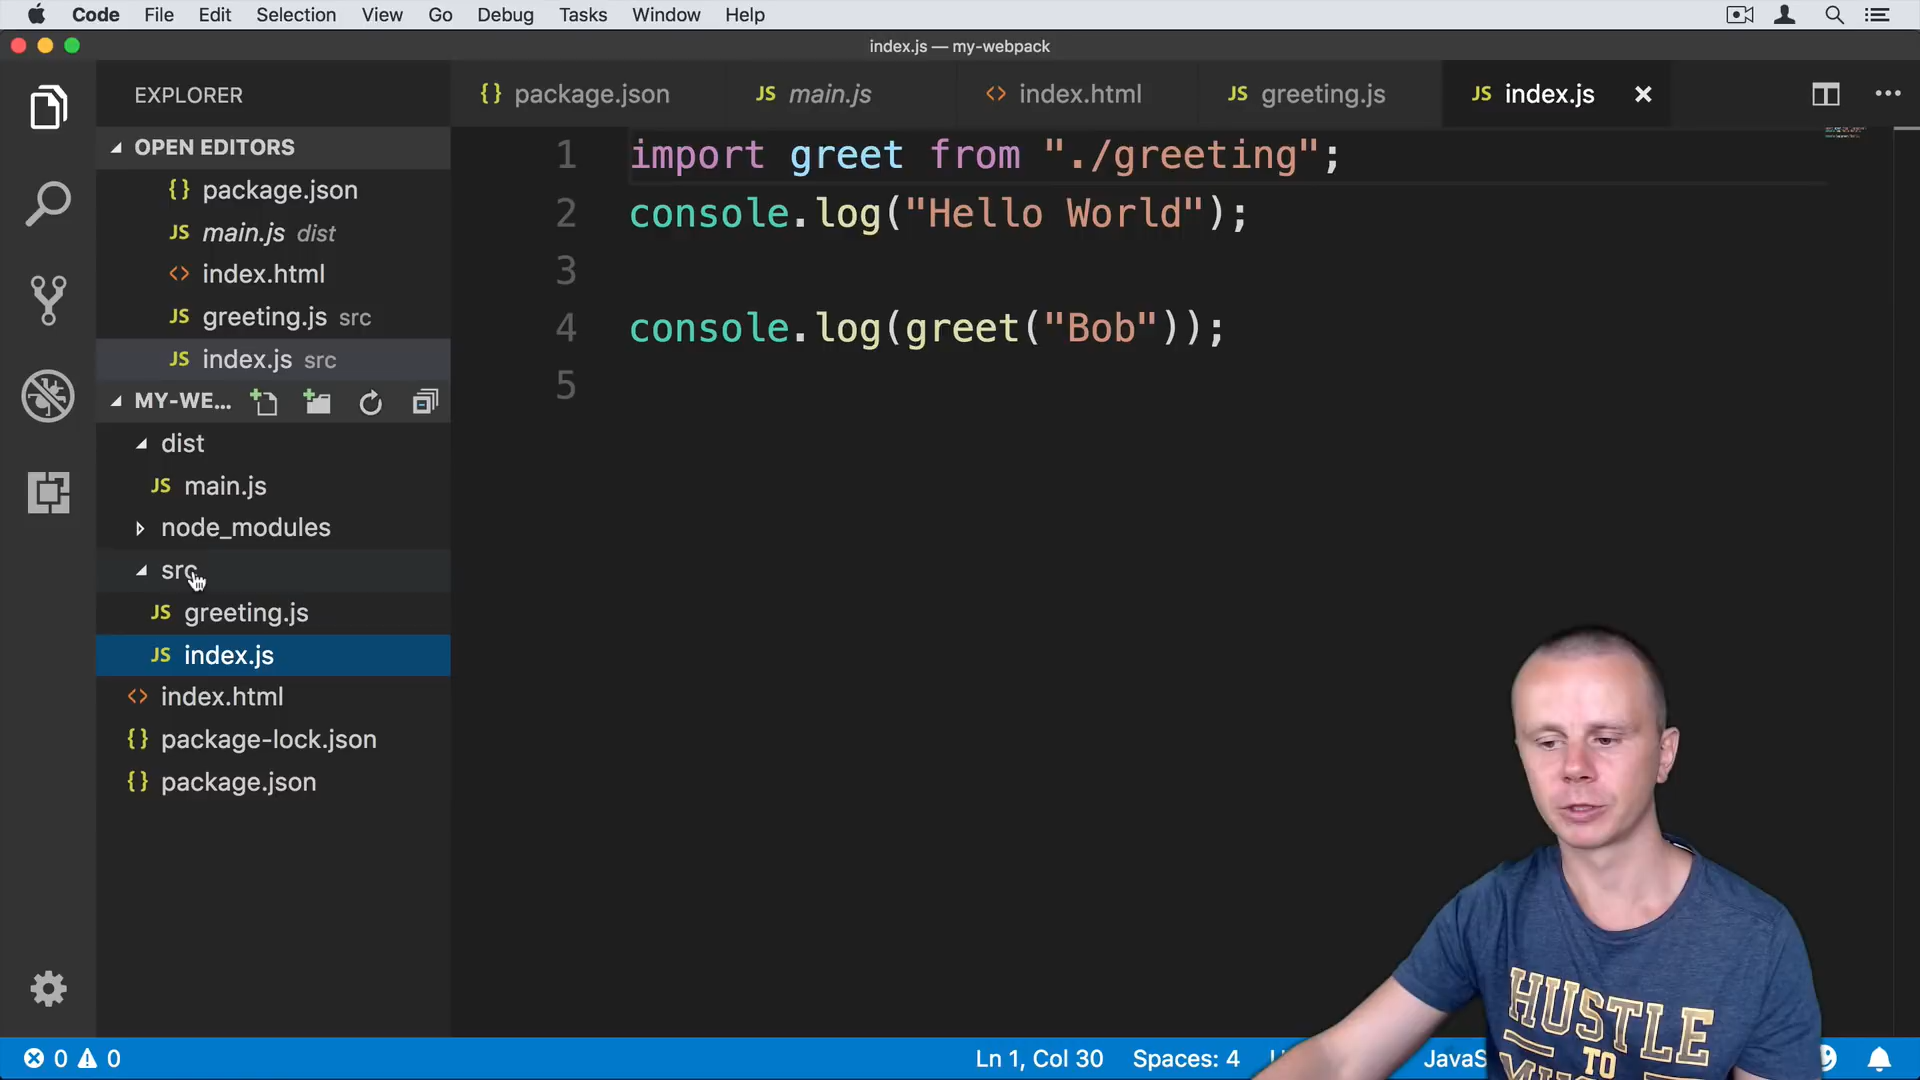 Code File Edit Selection View Go Debug Tasks Window Help
index.js — my-webpack
EXPLORER
{} package.json
JS main.js
<> index.html
JS greeting.js
JS index.js
OPEN EDITORS
{} package.json
JS main.js dist
<> index.html
JS greeting.js src
JS index.js src
MY-WE...
dist
JS main.js
node_modules
src
JS greeting.js
JS index.js
<> index.html
{} package-lock.json
{} package.json
1 import greet from "./greeting";
2 console.log("Hello World");
3
4 console.log(greet("Bob"));
5
HUSTLE
TO
0 0
Ln 1, Col 30 Spaces: 4